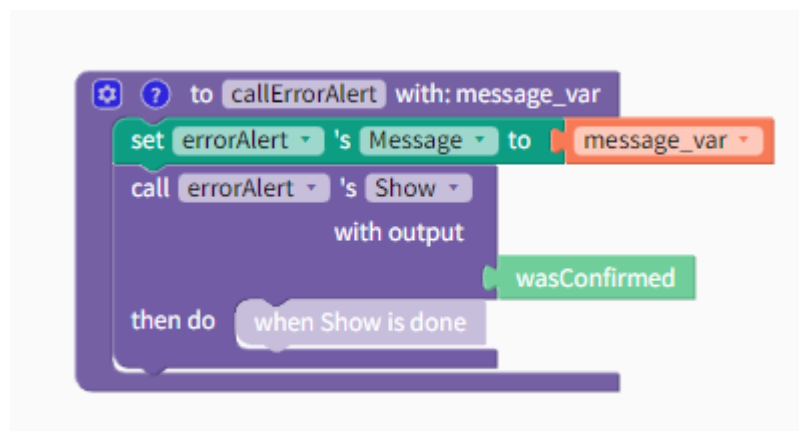 to callErrorAlert with: message_var
set errorAlert 's Message to message_var
call errorAlert 's Show
with output
wasConfirmed
then do when Show is done